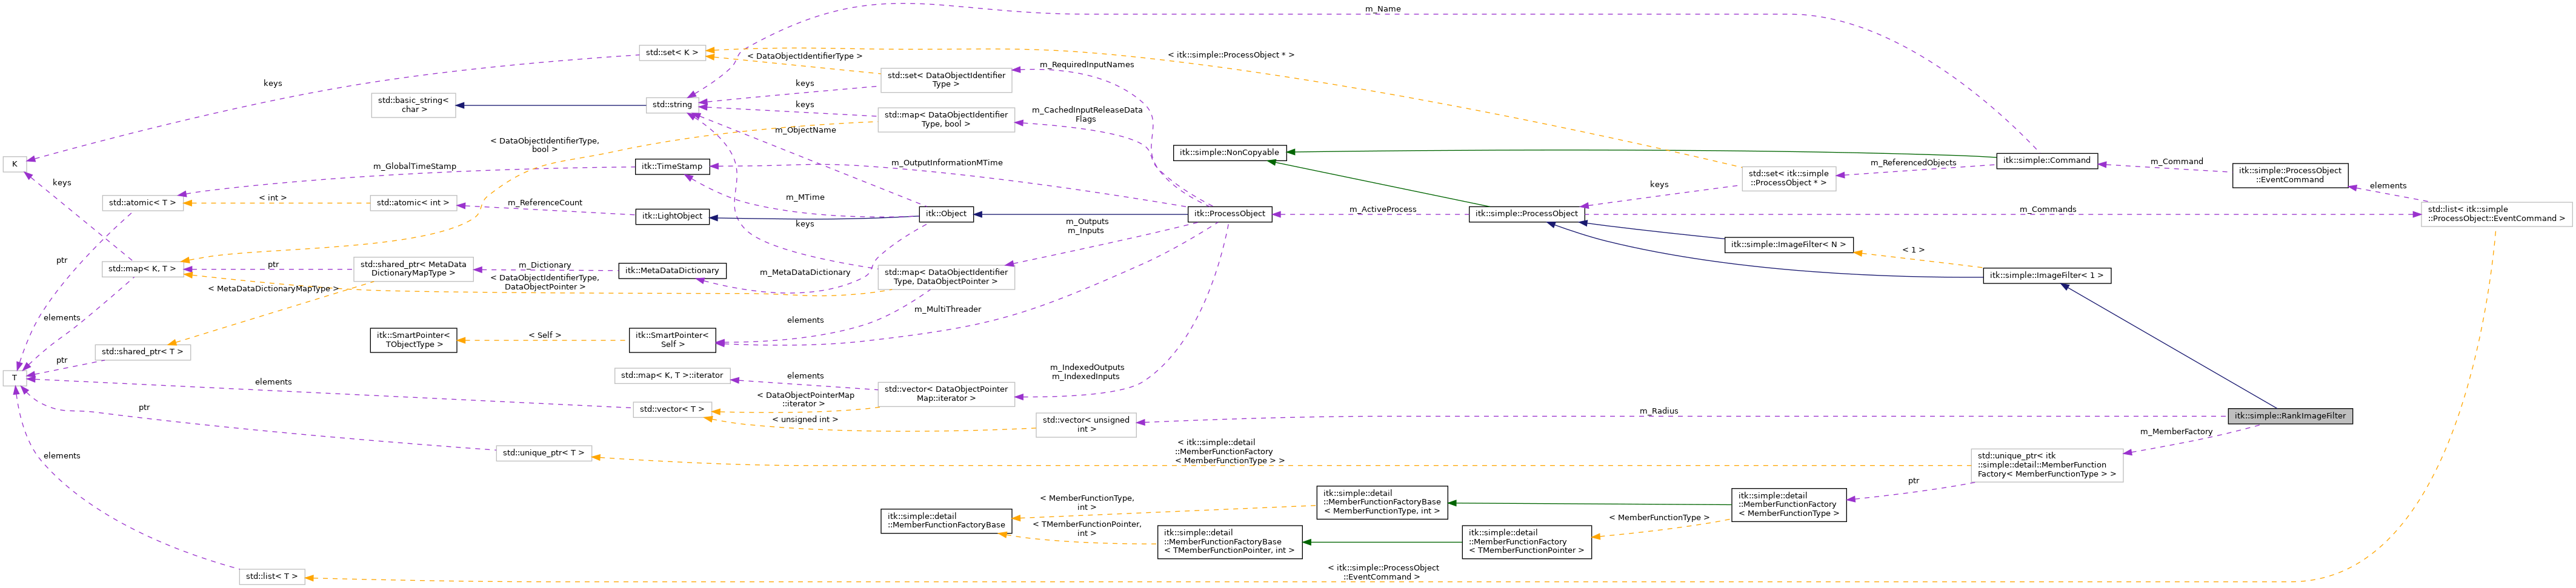 m_Name
std::set< K >
< itk::simple::ProcessObject * >
< DataObjectIdentifierType >
m_RequiredInputNames
keys
std::set< DataObjectIdentifier
Type >
keys
std::basic_string<
char >
std::string
keys
m_CachedInputReleaseData
Flags
std::map< DataObjectIdentifier
Type, bool >
m_ObjectName
< DataObjectIdentifierType,
bool >
itk::simple::NonCopyable
itk::simple::Command
m_Command
K
m_GlobalTimeStamp
itk::TimeStamp
m_OutputInformationMTime
m_ReferencedObjects
itk::simple::ProcessObject
::EventCommand
std::set< itk::simple
::ProcessObject * >
keys
keys
elements
m_MTime
std::atomic< T >
< int >
std::atomic< int >
m_ReferenceCount
itk::LightObject
itk::Object
itk::ProcessObject
m_ActiveProcess
itk::simple::ProcessObject
m_Commands
std::list< itk::simple
::ProcessObject::EventCommand >
keys
m_Outputs
m_Inputs
itk::simple::ImageFilter< N >
< 1 >
ptr
std::map< K, T >
ptr
std::shared_ptr< MetaData
DictionaryMapType >
m_Dictionary
itk::MetaDataDictionary
m_MetaDataDictionary
std::map< DataObjectIdentifier
Type, DataObjectPointer >
itk::simple::ImageFilter< 1 >
< DataObjectIdentifierType,
DataObjectPointer >
< MetaDataDictionaryMapType >
elements
elements
m_MultiThreader
itk::SmartPointer<
TObjectType >
< Self >
itk::SmartPointer<
Self >
std::shared_ptr< T >
ptr
T
elements
std::map< K, T >::iterator
elements
m_IndexedOutputs
m_IndexedInputs
std::vector< DataObjectPointer
Map::iterator >
< DataObjectPointerMap
::iterator >
ptr
std::vector< T >
< unsigned int >
std::vector< unsigned
int >
m_Radius
itk::simple::RankImageFilter
m_MemberFactory
elements
std::unique_ptr< T >
< itk::simple::detail
::MemberFunctionFactory
< MemberFunctionType > >
std::unique_ptr< itk
::simple::detail::MemberFunction
Factory< MemberFunctionType > >
ptr
< MemberFunctionType,
int >
itk::simple::detail
::MemberFunctionFactoryBase
< MemberFunctionType, int >
itk::simple::detail
::MemberFunctionFactory
< MemberFunctionType >
itk::simple::detail
::MemberFunctionFactoryBase
< TMemberFunctionPointer,
int >
itk::simple::detail
::MemberFunctionFactoryBase
< TMemberFunctionPointer, int >
itk::simple::detail
::MemberFunctionFactory
< TMemberFunctionPointer >
< MemberFunctionType >
std::list< T >
< itk::simple::ProcessObject
::EventCommand >